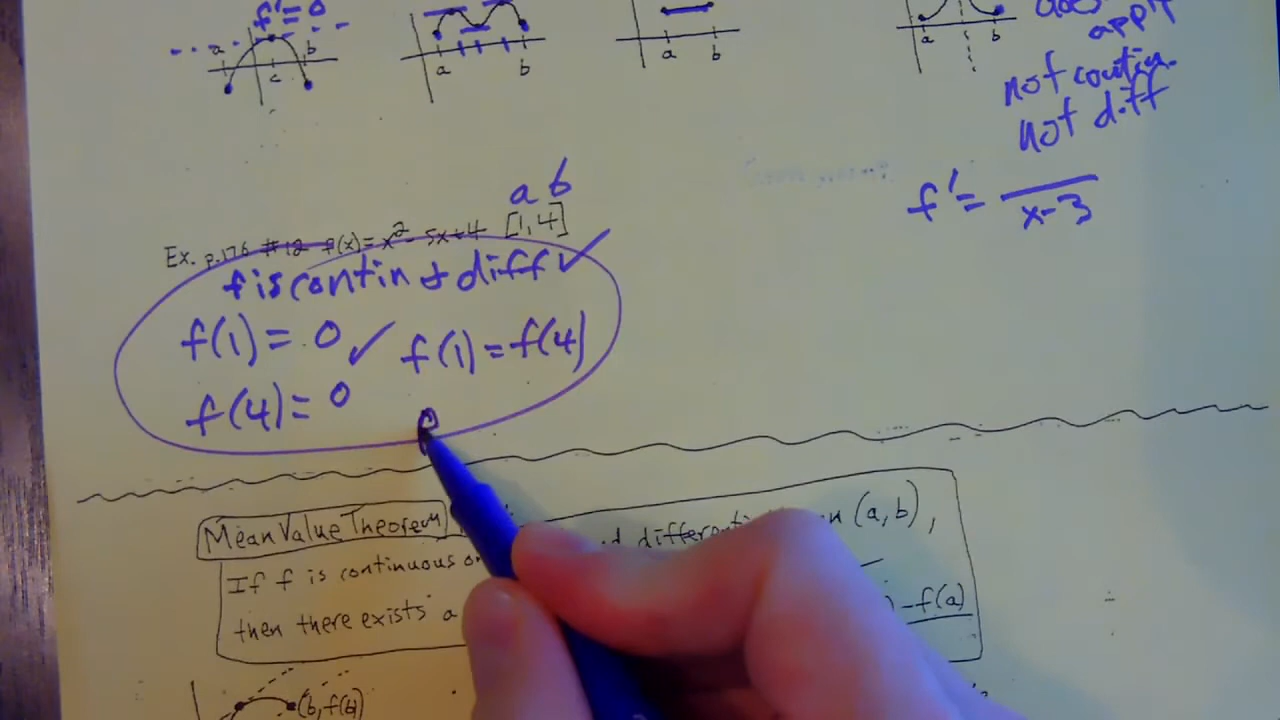 f'=0
a b
c
a b
a b
a b
app
not contin.
not diff
f' = x-3
a b
Ex. p.176 #12 f(x)=x²-5x+4 [1,4]
f is contin + diff ✓
f(1)=0 ✓ f(1)=f(4)
f(4)=0
Mean Value Theorem
(a,b),
If f is continuous
then there exists a -f(a)
(b,f(b))